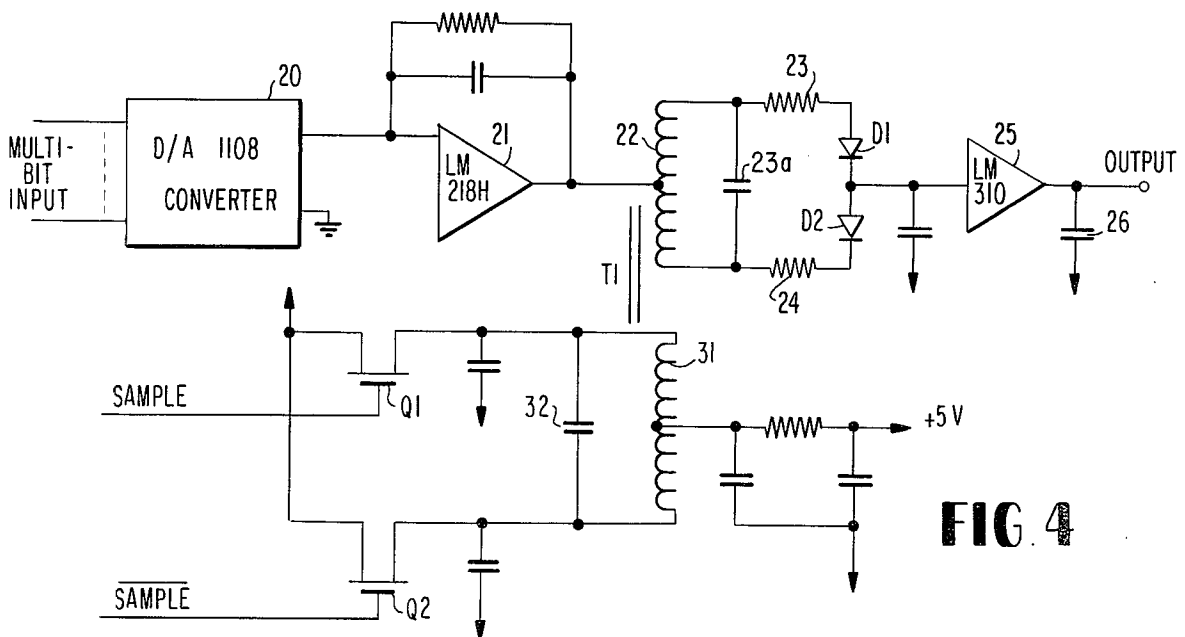 20
MULTI-
BIT
INPUT
D/A 1108
CONVERTER
21
LM
218H
22
23
23a
24
D1
D2
25
LM
310
OUTPUT
26
T1
SAMPLE
Q1
32
31
+5V
SAMPLE
Q2
FIG. 4